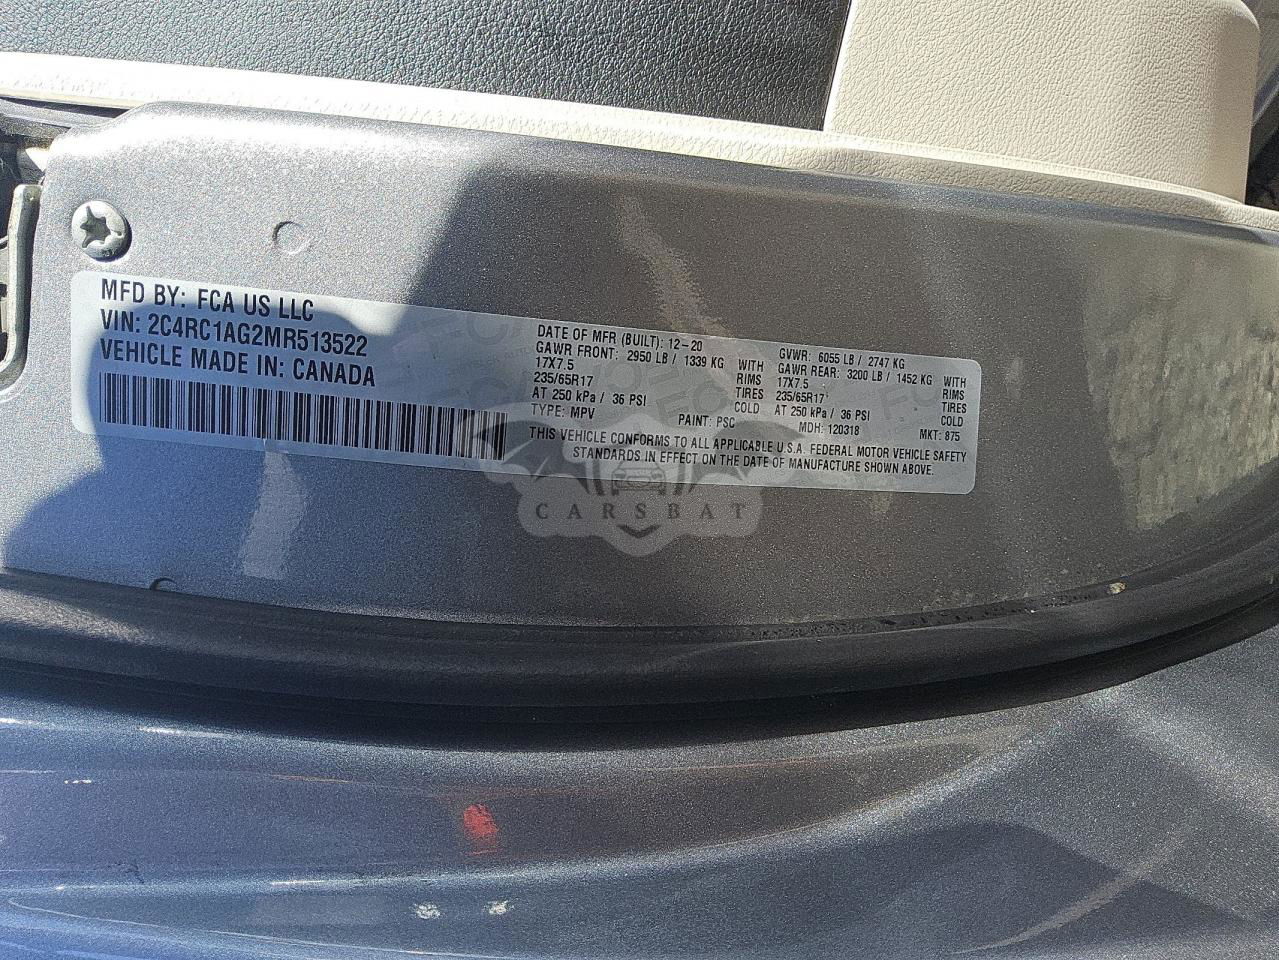 MFD BY: FCA US LLC
VIN: 2C4RC1AG2MR513522
VEHICLE MADE IN: CANADA
DATE OF MFR (BUILT): 12-20
GAWR FRONT: 2950 LB / 1339 KG WITH
17X7.5 RIMS
235/65R17 TIRES
AT 250 kPa / 36 PSI COLD
TYPE: MPV PAINT: PSC
GVWR: 6055 LB / 2747 KG
GAWR REAR: 3200 LB / 1452 KG WITH
17X7.5 RIMS
235/65R17 TIRES
AT 250 kPa / 36 PSI COLD
MDH: 120318 MKT: 875
THIS VEHICLE CONFORMS TO ALL APPLICABLE U.S.A. FEDERAL MOTOR VEHICLE SAFETY
STANDARDS IN EFFECT ON THE DATE OF MANUFACTURE SHOWN ABOVE.
CARSBAT